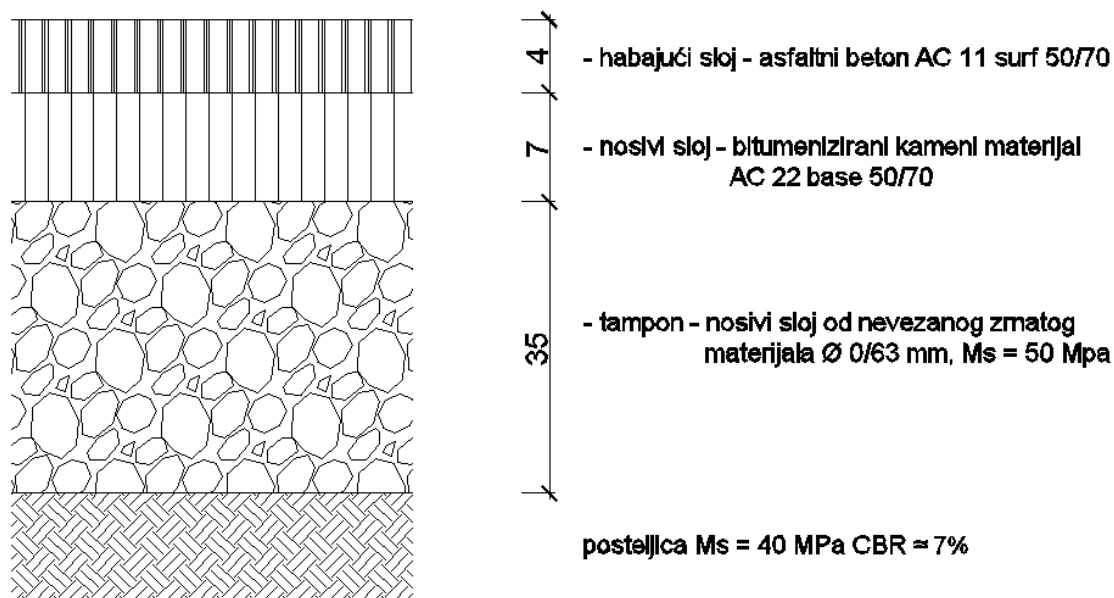 4
- habajući sloj - asfaltni beton AC 11 surf 50/70
7
- nosivi sloj - bitumenizirani kameni materijal
AC 22 base 50/70
35
- tampon - nosivi sloj od nevezanog zrnatog
materijala Ø 0/63 mm, Ms = 50 Mpa
posteljica Ms = 40 MPa CBR ≃ 7%